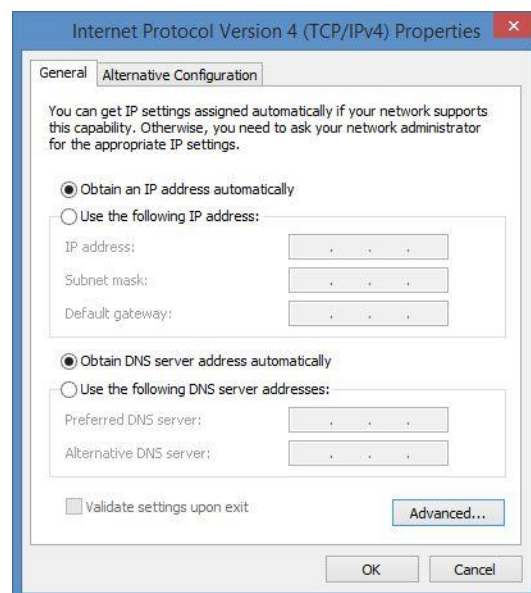 Internet Protocol Version 4 (TCP/IPv4) Properties
General
Alternative Configuration
You can get IP settings assigned automatically if your network supports
this capability. Otherwise, you need to ask your network administrator
for the appropriate IP settings.
Obtain an IP address automatically
Use the following IP address:
IP address:
Subnet mask:
Default gateway:
Obtain DNS server address automatically
Use the following DNS server addresses:
Preferred DNS server:
Alternative DNS server:
Validate settings upon exit
Advanced...
OK
Cancel